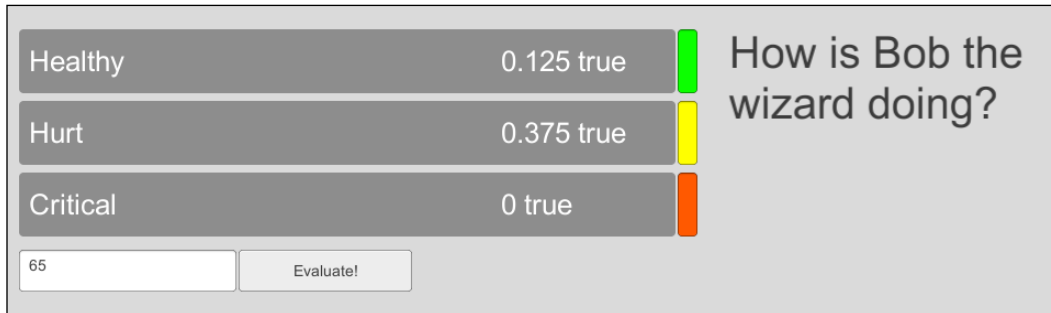 Healthy 0.125 true
Hurt 0.375 true
Critical 0 true
65 Evaluate!
How is Bob the
wizard doing?